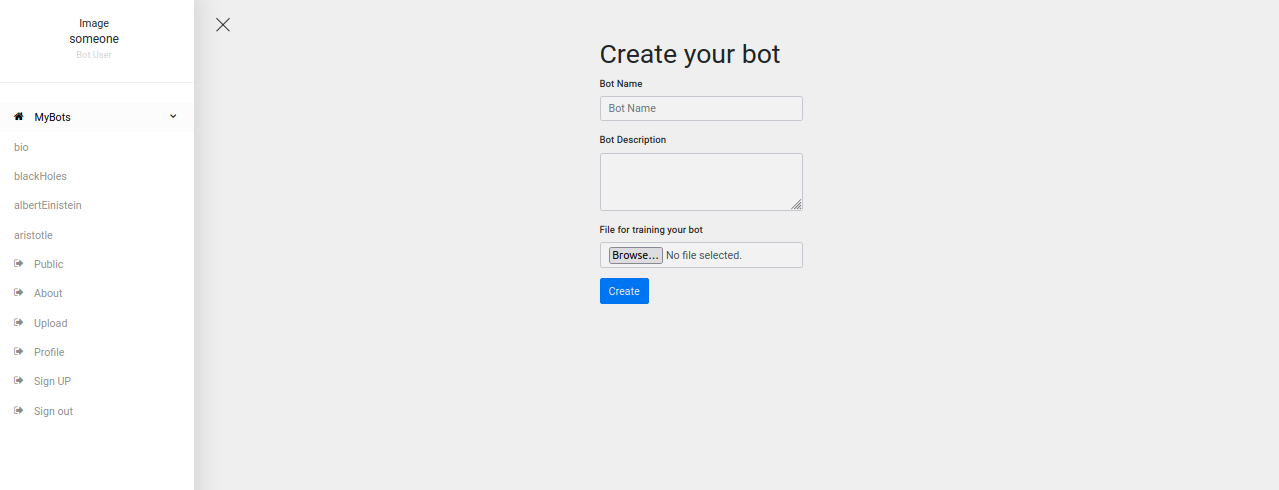 Image
someone
Bot User
MyBots
bio
blackHoles
albertEinistein
aristotle
Public
About
Upload
Profile
Sign UP
Sign out
Create your bot
Bot Name
Bot Name
Bot Description
File for training your bot
Browse... No file selected.
Create